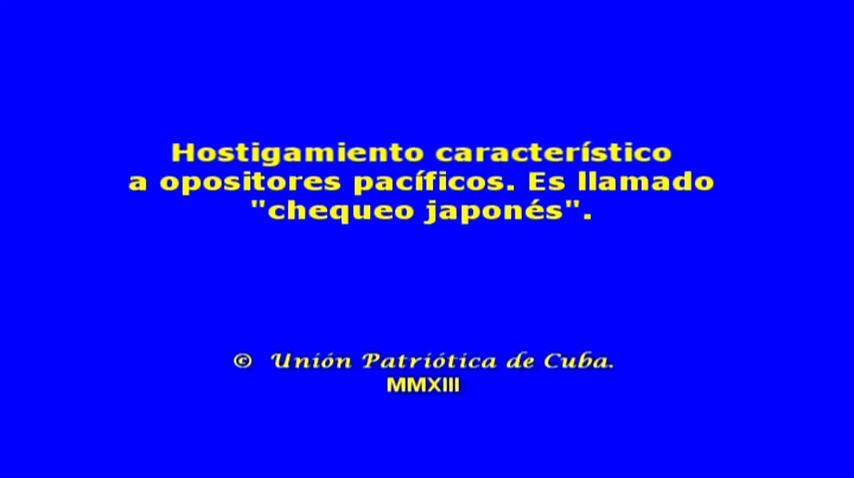 Hostigamiento característico
a opositores pacíficos. Es llamado
"chequeo japonés".
© Unión Patriótica de Cuba.
MMXIII